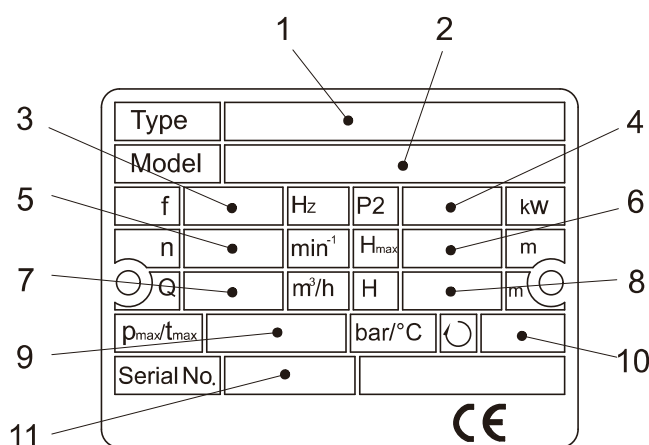 1 2
3 4
Type
Model
5 6
f Hz P2 kW
n min⁻¹ Hmax m
7 8
Q m³/h H m
pmax/tmax bar/°C
9 10
Serial No.
11
CE